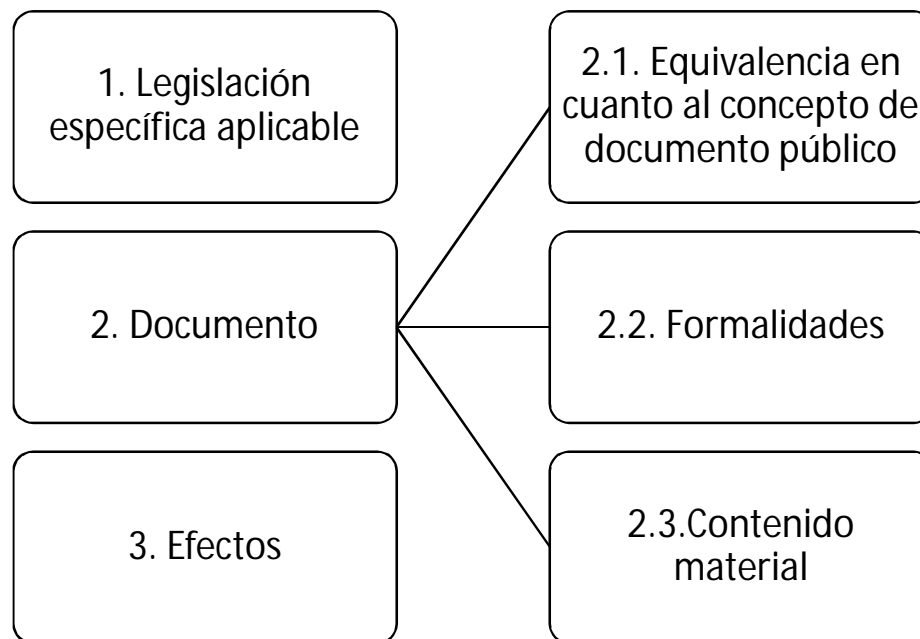 1. Legislación
específica aplicable
2. Documento
3. Efectos
2.1. Equivalencia en
cuanto al concepto de
documento público
2.2. Formalidades
2.3.Contenido
material